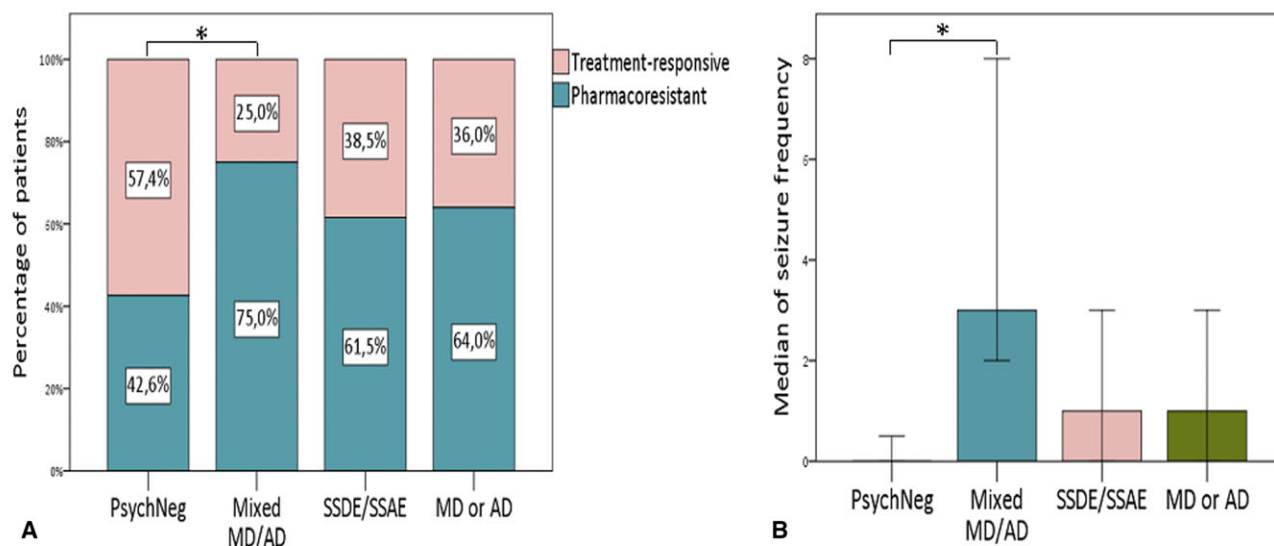 *
Percentage of patients
100%
80%
60%
40%
20%
0%
57,4%
42,6%
25,0%
75,0%
38,5%
61,5%
36,0%
64,0%
PsychNeg
Mixed
MD/AD
SSDE/SSAE
MD or AD
Treatment-responsive
Pharmacoresistant
A
*
Median of seizure frequency
8
6
4
2
0
PsychNeg
Mixed
MD/AD
SSDE/SSAE
MD or AD
B